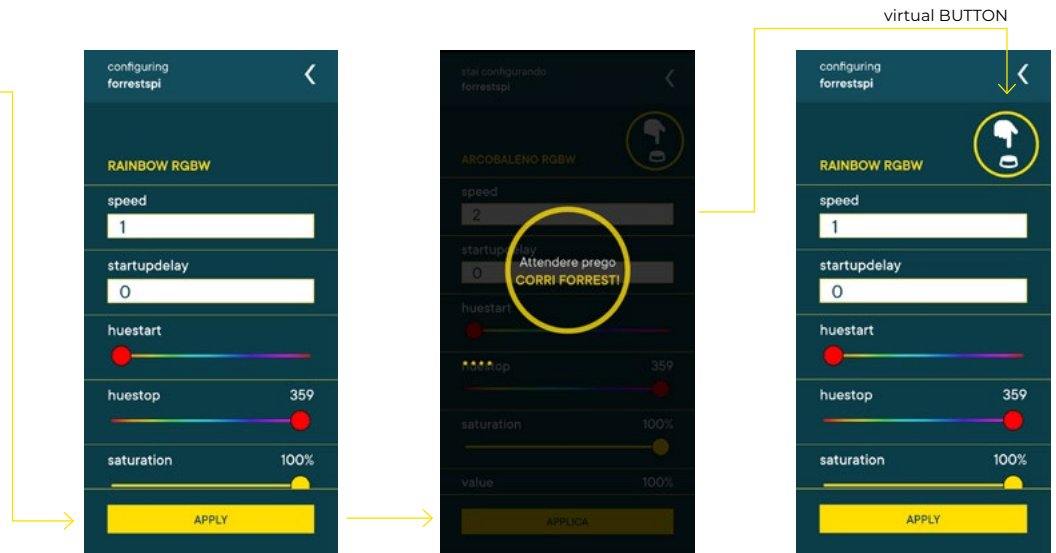 virtual BUTTON
configuring
forrestspi
RAINBOW RGBW
speed
1
startupdelay
0
huestart
huestop 359
saturation 100%
APPLY
stai configurando
forrestspi
ARCOBALENO RGBW
speed
2
startupdelay
0
Attendere prego
CORRI FORREST!
huestart
huestop 359
saturation 100%
value 100%
APPLICA
configuring
forrestspi
RAINBOW RGBW
speed
1
startupdelay
0
huestart
huestop 359
saturation 100%
APPLY